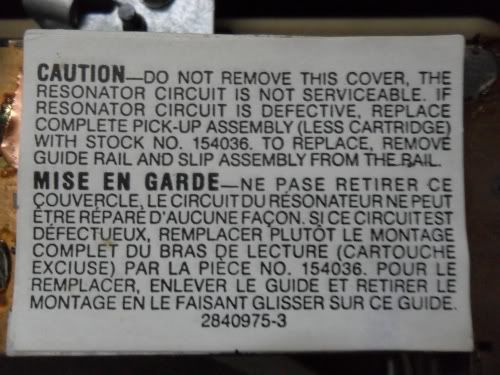 CAUTION—DO NOT REMOVE THIS COVER, THE
RESONATOR CIRCUIT IS NOT SERVICEABLE. IF
RESONATOR CIRCUIT IS DEFECTIVE, REPLACE
COMPLETE PICK-UP ASSEMBLY (LESS CARTRIDGE)
WITH STOCK NO. 154036. TO REPLACE, REMOVE
GUIDE RAIL AND SLIP ASSEMBLY FROM THE RAIL.
MISE EN GARDE—NE PASE RETIRER CE
COUVERCLE, LE CIRCUIT DU RÉSONATEUR NE PEUT
ÊTRE RÉPARÉ D'AUCUNE FAÇON. SI CE CIRCUIT EST
DÉFECTUEUX, REMPLACER PLUTÔT LE MONTAGE
COMPLET DU BRAS DE LECTURE (CARTOUCHE
EXCIUSE) PAR LA PIÈCE NO. 154036. POUR LE
REMPLACER, ENLEVER LE GUIDE ET RETIRER LE
MONTAGE EN LE FAISANT GLISSER SUR CE GUIDE.
2840975-3